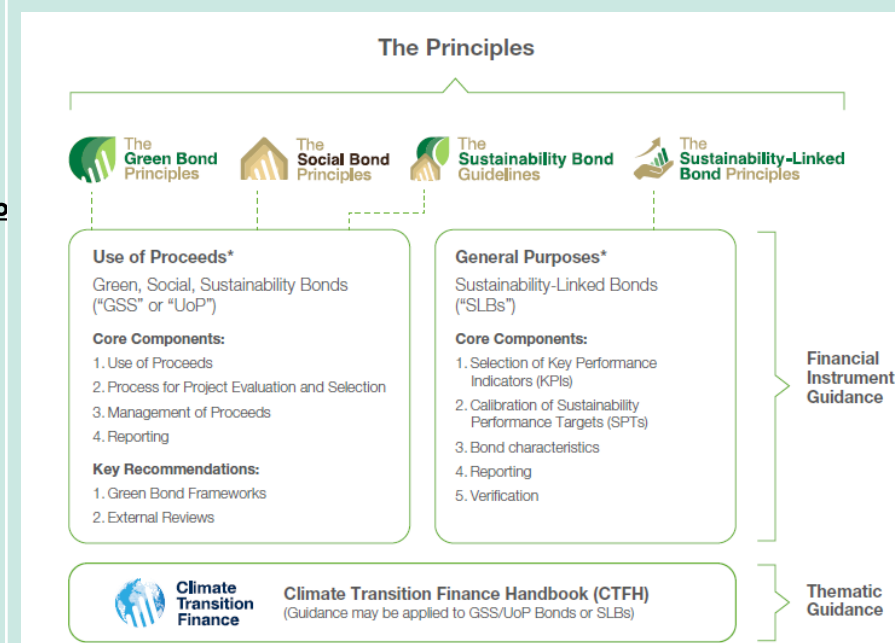 The Principles
The
Green Bond
Principles
The
Social Bond
Principles
The
Sustainability Bond
Guidelines
The
Sustainability-Linked
Bond Principles
Use of Proceeds*
Green, Social, Sustainability Bonds
(“GSS” or “UoP”)
Core Components:
1. Use of Proceeds
2. Process for Project Evaluation and Selection
3. Management of Proceeds
4. Reporting
Key Recommendations:
1. Green Bond Frameworks
2. External Reviews
General Purposes*
Sustainability-Linked Bonds
(“SLBs”)
Core Components:
1. Selection of Key Performance
Indicators (KPIs)
2. Calibration of Sustainability
Performance Targets (SPTs)
3. Bond characteristics
4. Reporting
5. Verification
Financial
Instrument
Guidance
Climate
Transition
Finance
Climate Transition Finance Handbook (CTFH)
(Guidance may be applied to GSS/UoP Bonds or SLBs)
Thematic
Guidance